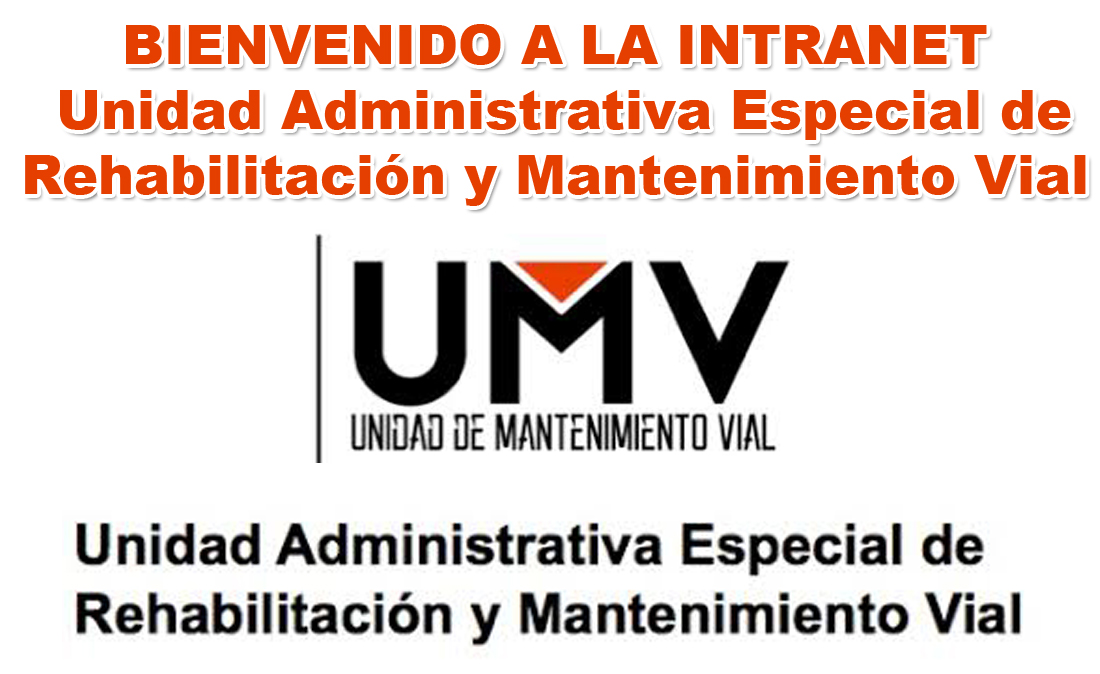 BIENVENIDO A LA INTRANET
Unidad Administrativa Especial de
Rehabilitación y Mantenimiento Vial
UMV
UNIDAD DE MANTENIMIENTO VIAL
Unidad Administrativa Especial de
Rehabilitación y Mantenimiento Vial